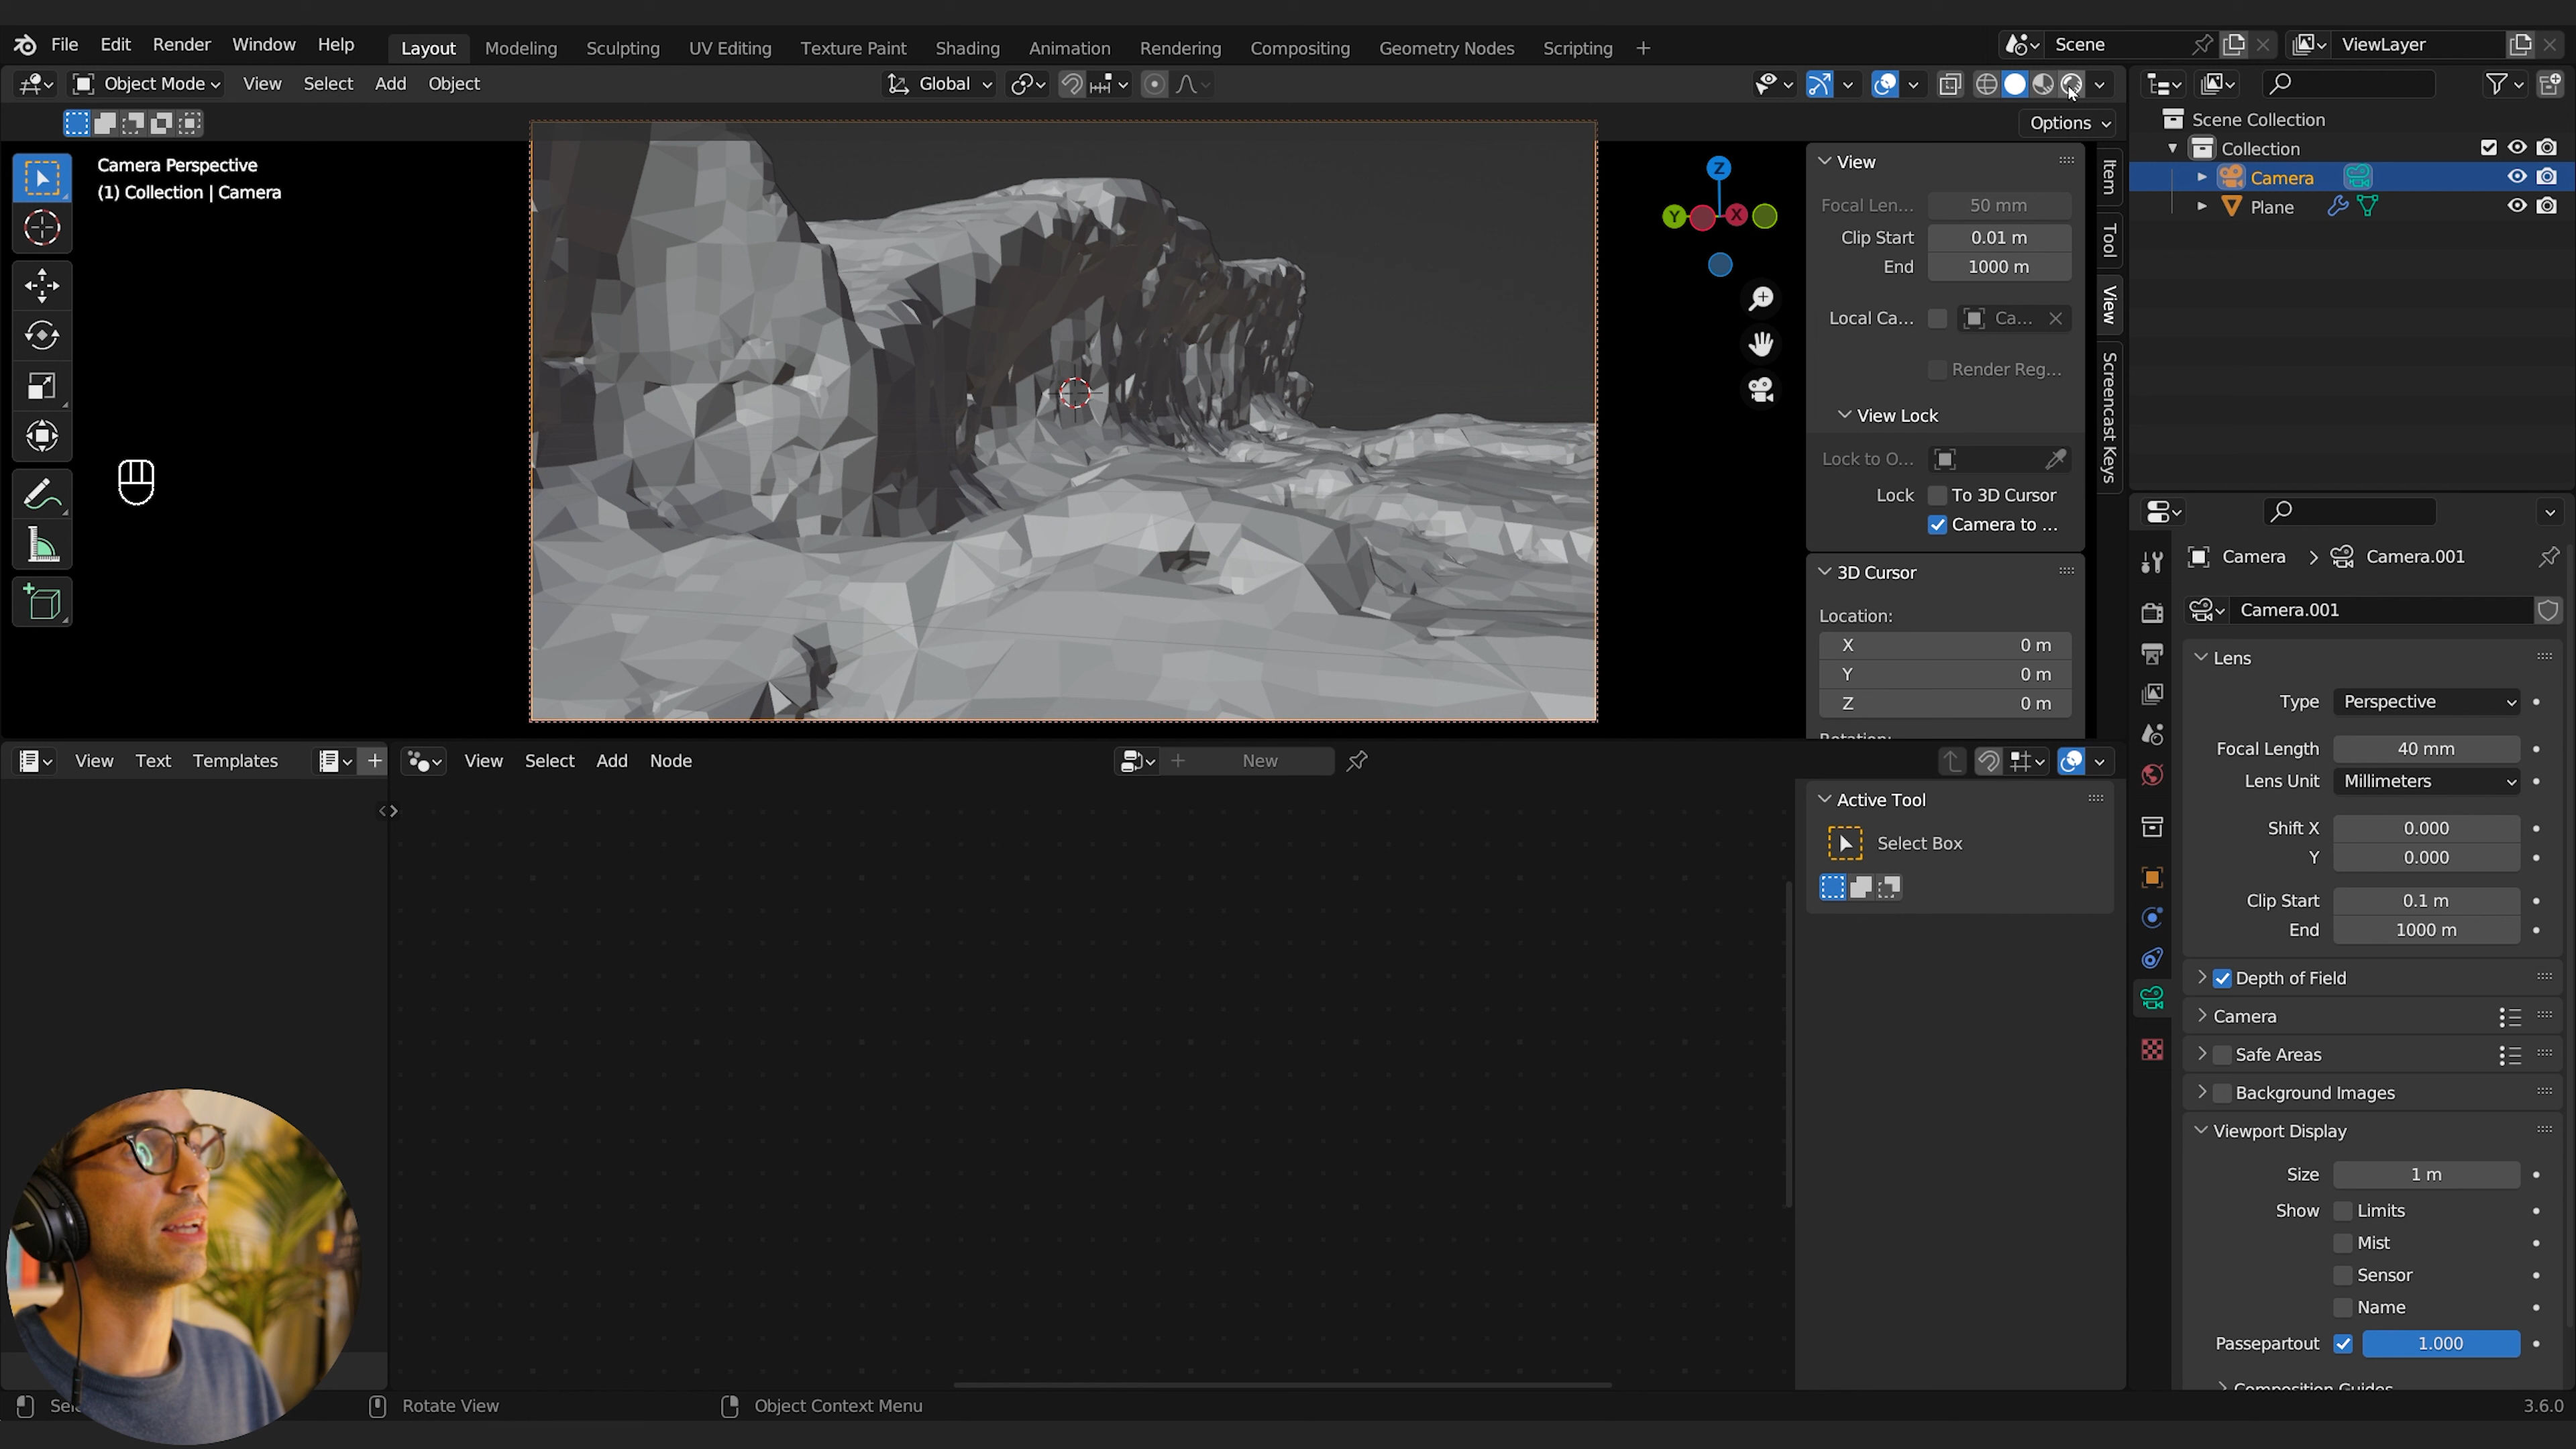 File Edit Render Window Help Layout Modeling Sculpting UV Editing Texture Paint Shading Animation Rendering Compositing Geometry Nodes Scripting + Scene ViewLayer
Object Mode View Select Add Object Global
Options
Camera Perspective
(1) Collection | Camera
Z
Y
X
View
Focal Len... 50 mm
Clip Start 0.01 m
End 1000 m
Local Ca... Ca...
Render Reg...
View Lock
Lock to O...
Lock To 3D Cursor
Camera to ...
3D Cursor
Location:
X 0 m
Y 0 m
Z 0 m
Rotation:
Item
Tool
View
Screencast Keys
Scene Collection
Collection
Camera
Plane
Camera > Camera.001
Camera.001
Lens
Type Perspective
Focal Length 40 mm
Lens Unit Millimeters
Shift X 0.000
Y 0.000
Clip Start 0.1 m
End 1000 m
Depth of Field
Camera
Safe Areas
Background Images
Viewport Display
Size 1 m
Show Limits
Mist
Sensor
Name
Passepartout 1.000
Composition Guides
View Text Templates
View Select Add Node New
Active Tool
Select Box
Rotate View
Object Context Menu
3.6.0